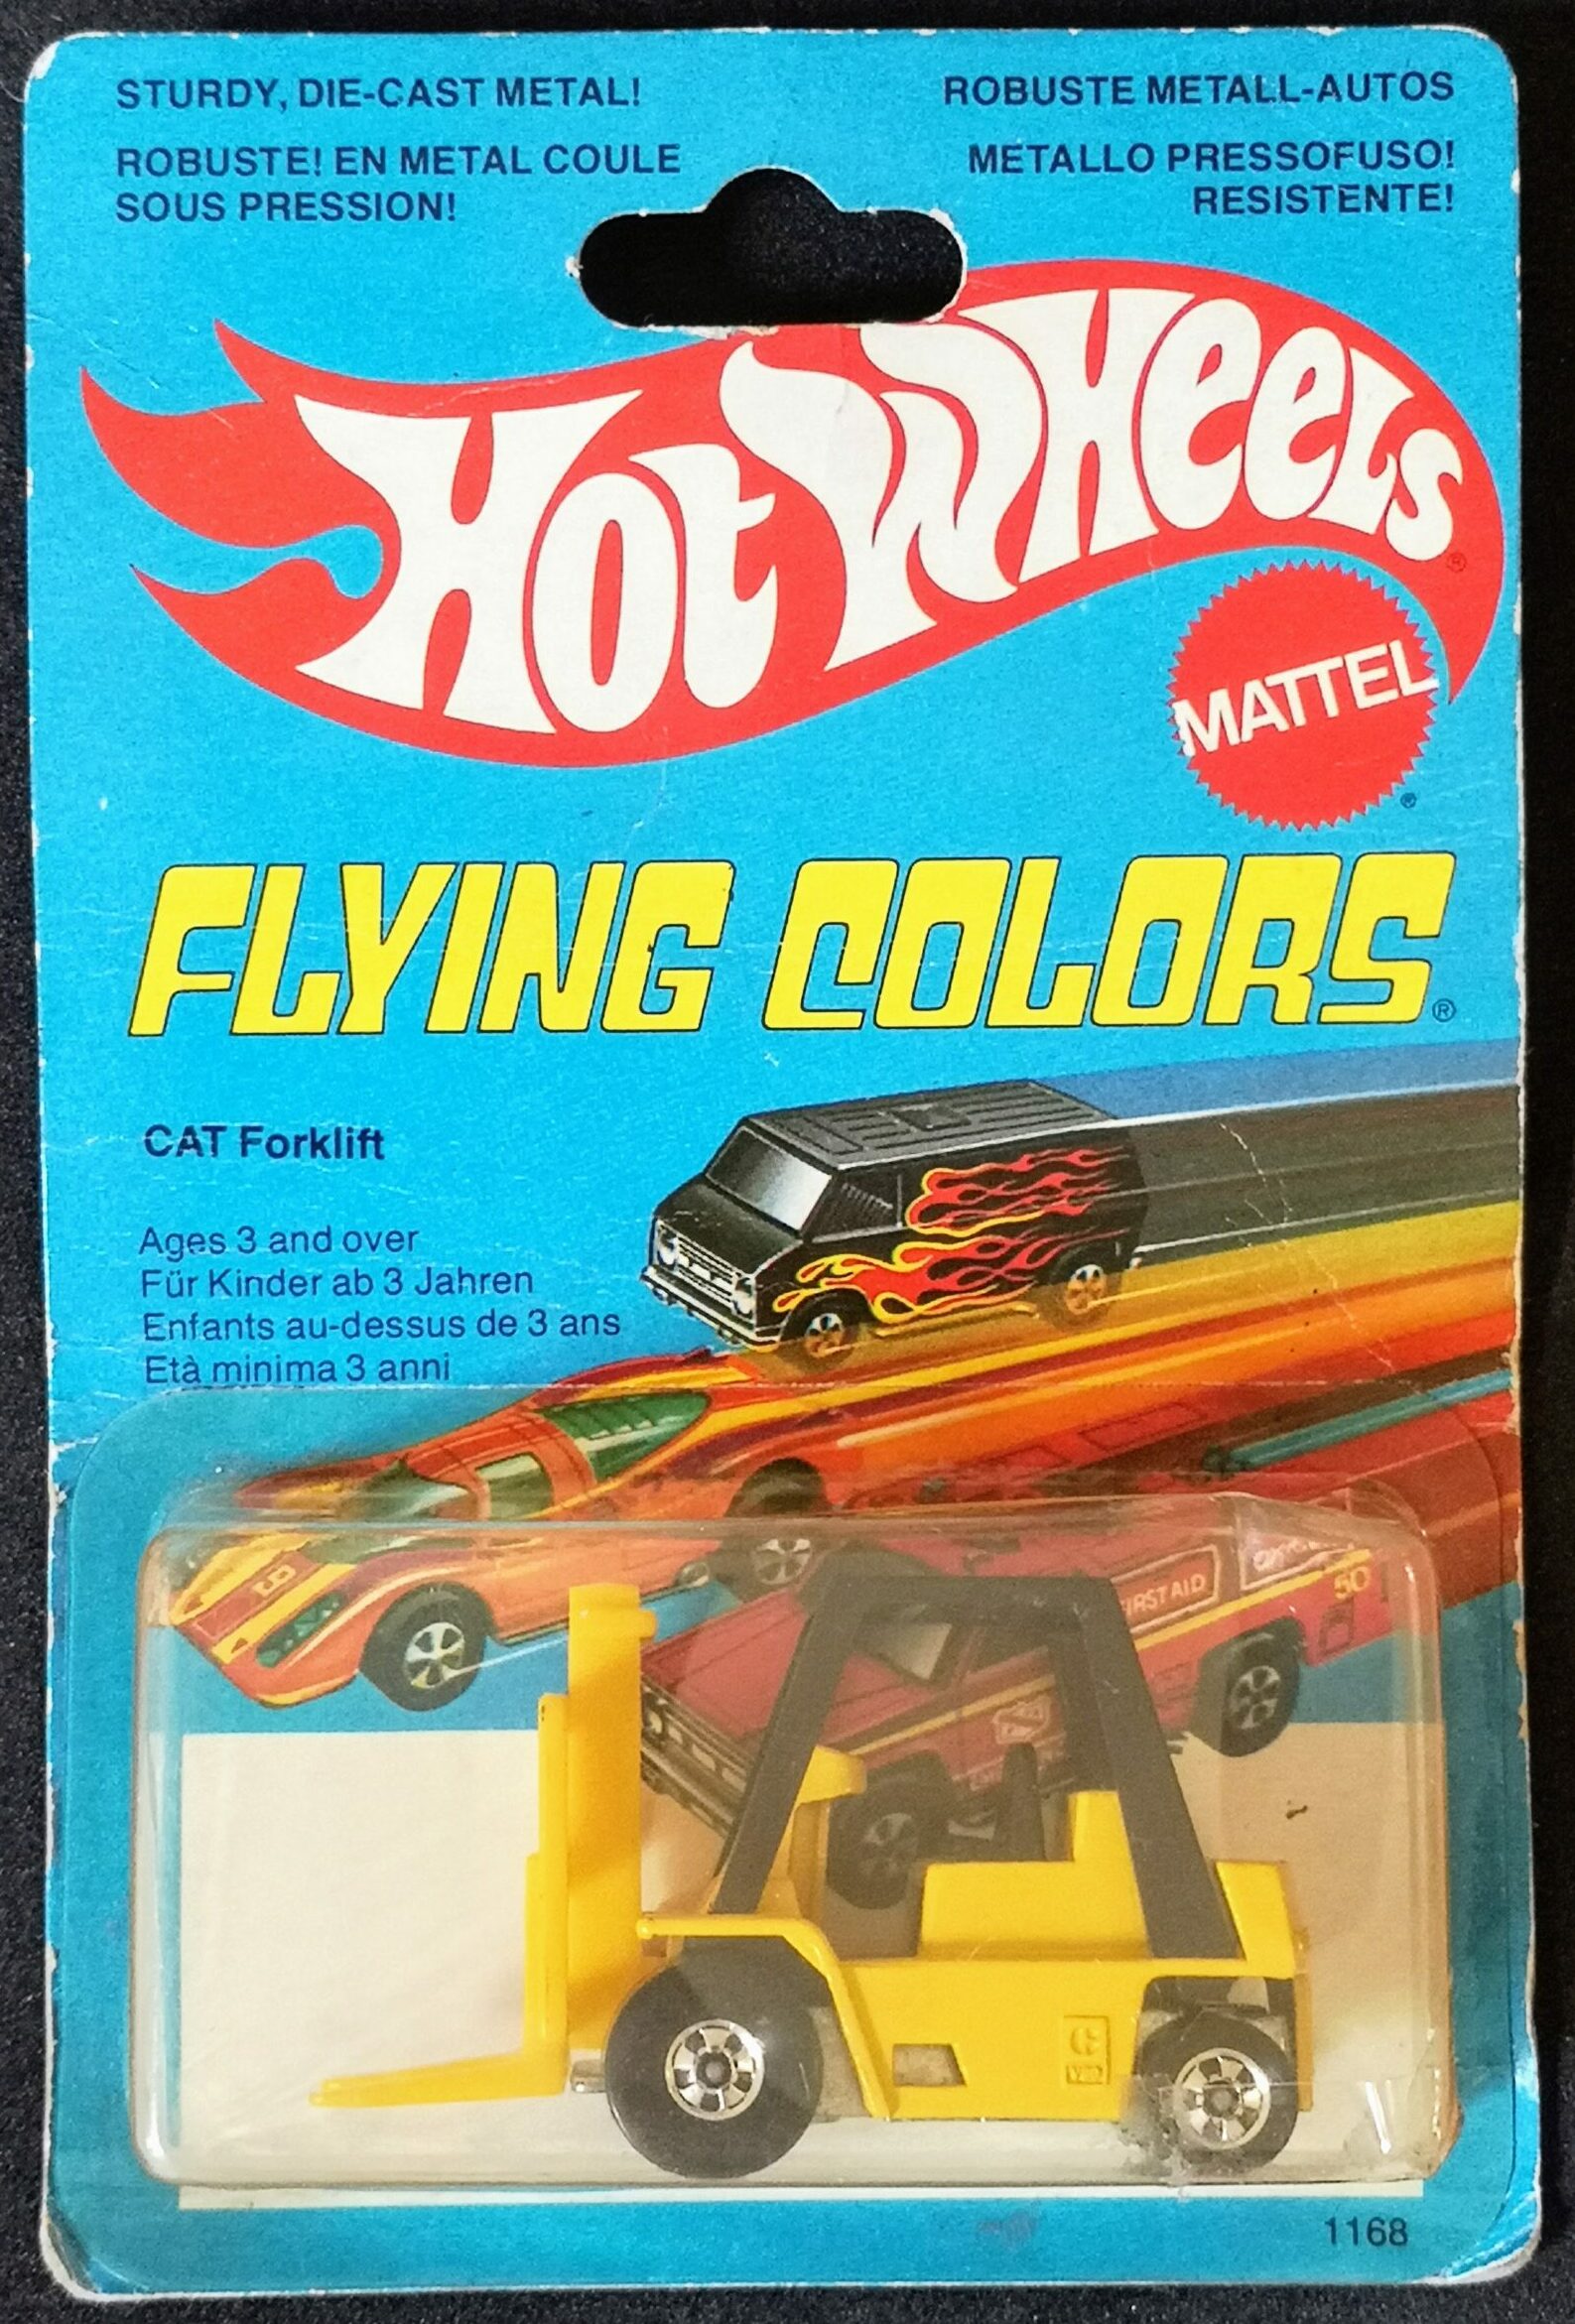 STURDY, DIE-CAST METAL!
ROBUSTE! EN METAL COULE
SOUS PRESSION!
ROBUSTE METALL-AUTOS
METALLO PRESSOFUSO!
RESISTENTE!
HOT WHEELS ®
MATTEL ®
FLYING COLORS ®
CAT Forklift
Ages 3 and over
Für Kinder ab 3 Jahren
Enfants au-dessus de 3 ans
Età minima 3 anni
FIRST AID
50
1168